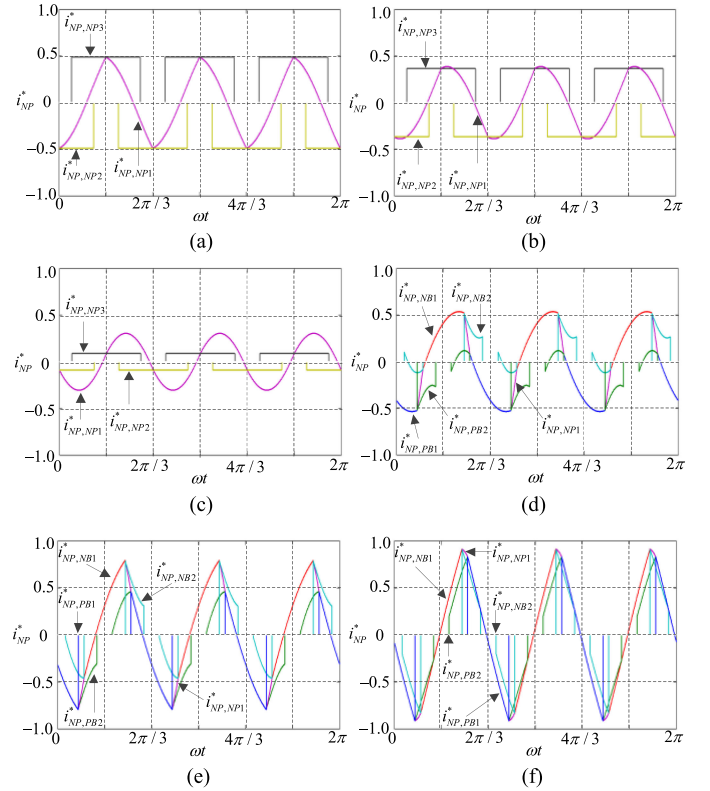 i*NP,NP3
1.0
0.5
i*NP
0
−0.5
−1.0
i*NP,NP2
i*NP,NP1
0
2π / 3
4π / 3
2π
ωt
(a)
i*NP,NP3
1.0
0.5
i*NP
0
−0.5
−1.0
i*NP,NP2
i*NP,NP1
0
2π / 3
4π / 3
2π
ωt
(b)
1.0
i*NP,NP3
0.5
i*NP
0
−0.5
−1.0
i*NP,NP1
i*NP,NP2
0
2π / 3
4π / 3
2π
ωt
(c)
1.0
i*NP,NB1
i*NP,NB2
0.5
i*NP
0
−0.5
−1.0
i*NP,PB1
i*NP,PB2
i*NP,NP1
0
2π / 3
4π / 3
2π
ωt
(d)
1.0
i*NP,NB1
i*NP,NB2
0.5
i*NP,PB1
i*NP
0
−0.5
−1.0
i*NP,PB2
i*NP,NP1
0
2π / 3
4π / 3
2π
ωt
(e)
1.0
i*NP,NB1
i*NP,NP1
0.5
i*NP,NB2
i*NP
0
i*NP,PB2
−0.5
i*NP,PB1
−1.0
0
2π / 3
4π / 3
2π
ωt
(f)